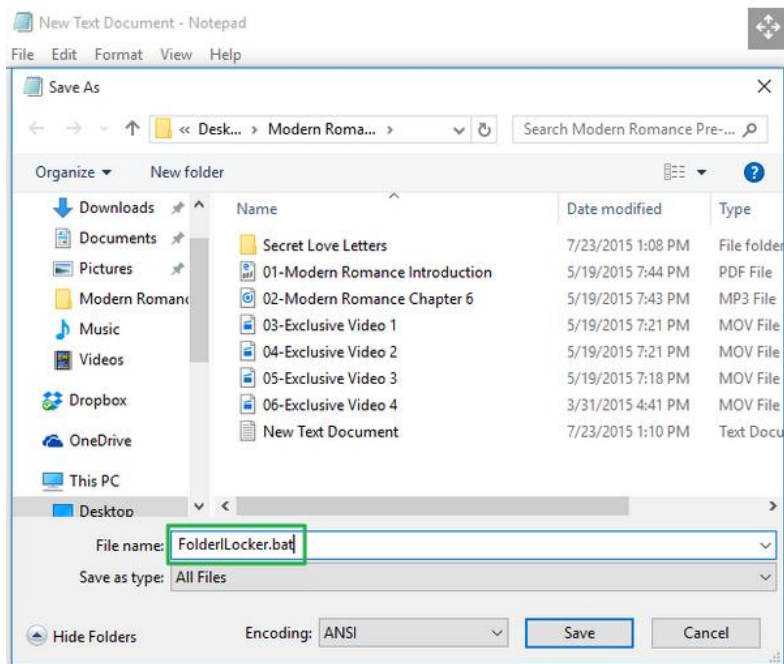 New Text Document - Notepad
File Edit Format View Help
Save As
« Desk... › Modern Roma... ›
Search Modern Romance Pre-...
Organize New folder
?
Downloads
Documents
Pictures
Modern Romanc
Music
Videos
Dropbox
OneDrive
This PC
Desktop
Name Date modified Type
Secret Love Letters 7/23/2015 1:08 PM File folder
01-Modern Romance Introduction 5/19/2015 7:44 PM PDF File
02-Modern Romance Chapter 6 5/19/2015 7:43 PM MP3 File
03-Exclusive Video 1 5/19/2015 7:21 PM MOV File
04-Exclusive Video 2 5/19/2015 7:21 PM MOV File
05-Exclusive Video 3 5/19/2015 7:18 PM MOV File
06-Exclusive Video 4 3/31/2015 4:41 PM MOV File
New Text Document 7/23/2015 1:10 PM Text Docu
File name: FolderlLocker.bat
Save as type: All Files
Hide Folders Encoding: ANSI Save Cancel